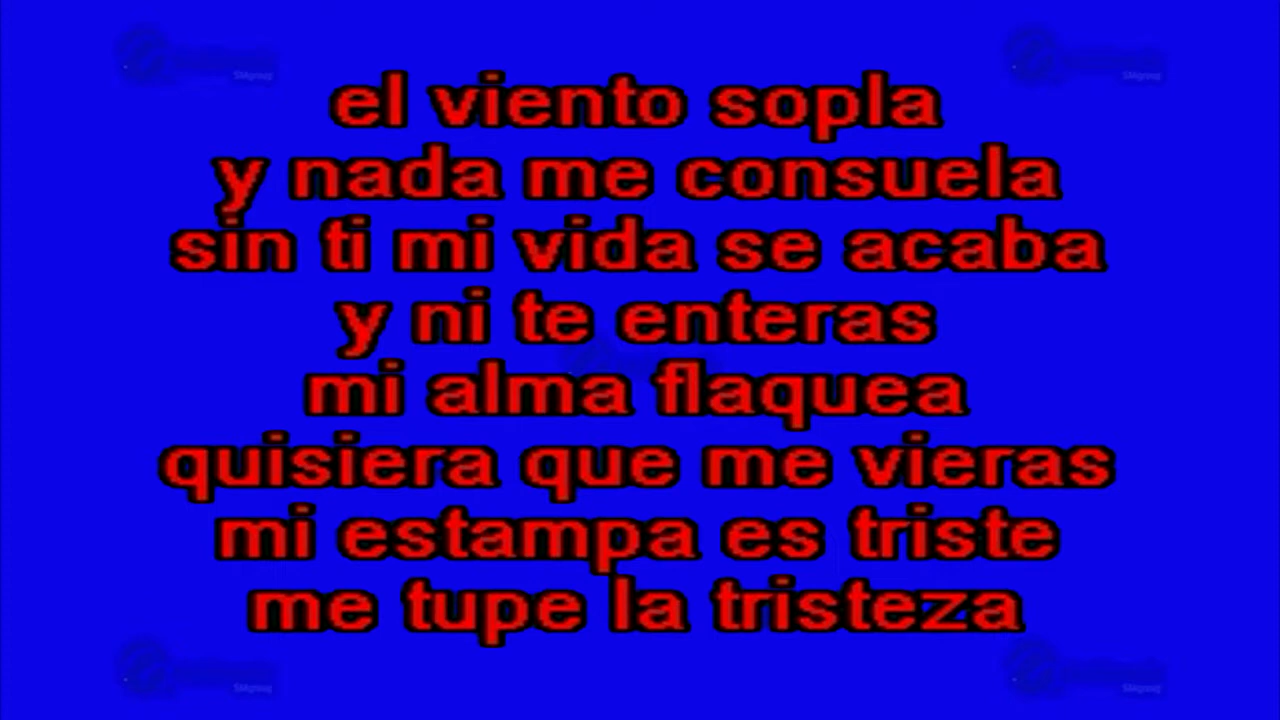 el viento sopla
y nada me consuela
sin ti mi vida se acaba
y ni te enteras
mi alma flaquea
quisiera que me vieras
mi estampa es triste
me tupe la tristeza